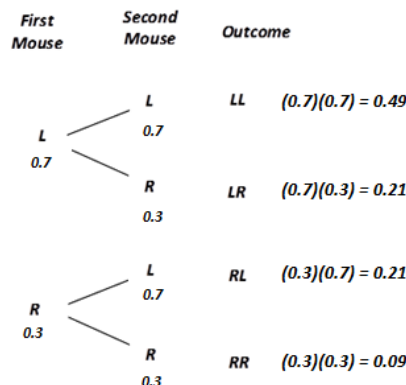 First Mouse Second Mouse Outcome
L 0.7 LL (0.7)(0.7) = 0.49
L 0.7
R 0.3 LR (0.7)(0.3) = 0.21
L 0.7 RL (0.3)(0.7) = 0.21
R 0.3
R 0.3 RR (0.3)(0.3) = 0.09